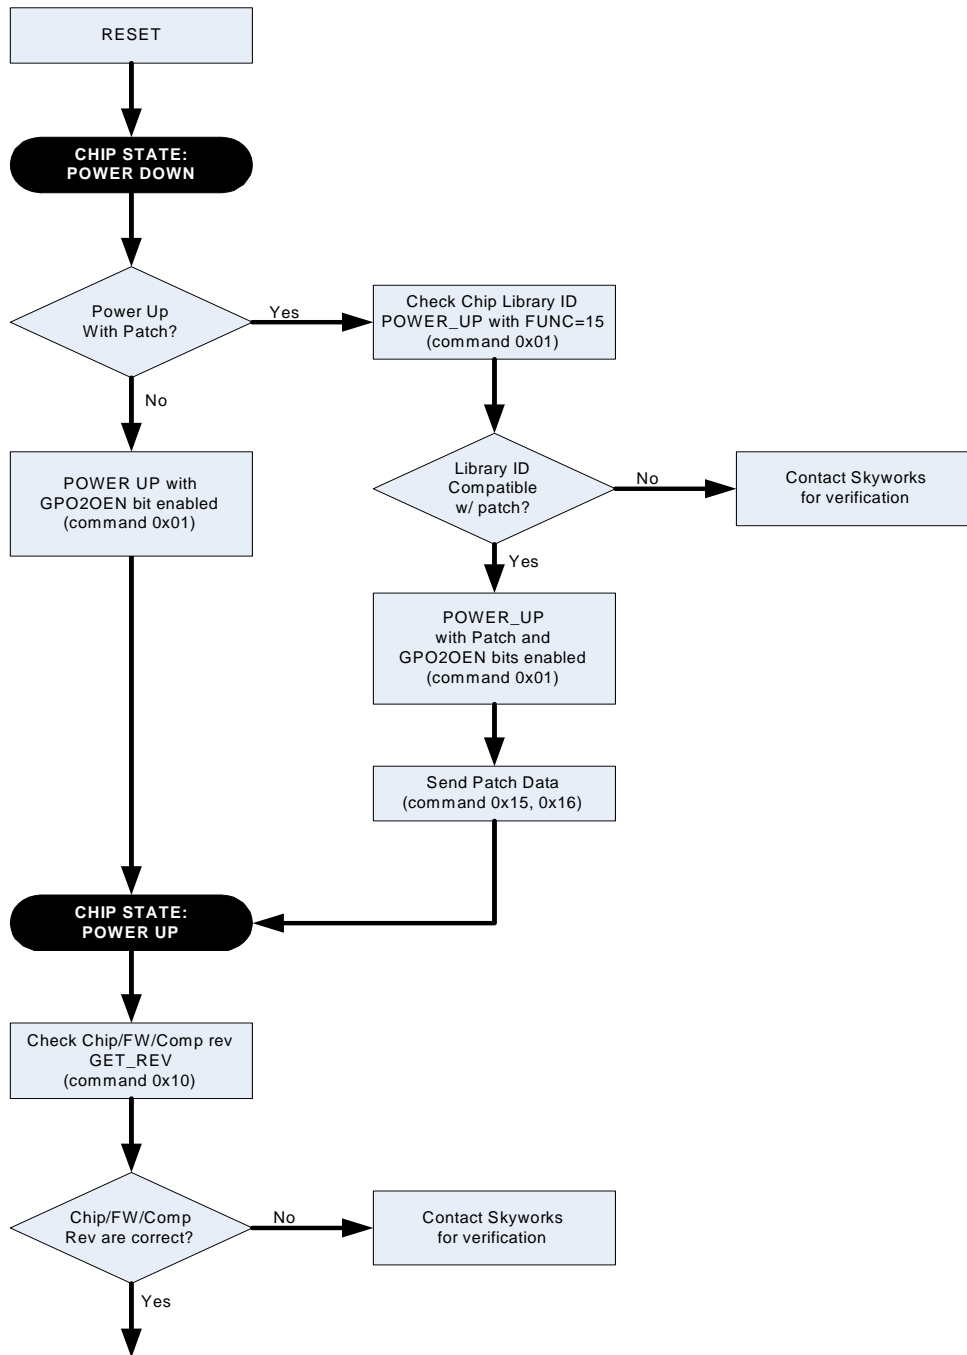 RESET
CHIP STATE:
POWER DOWN
Power Up
With Patch?
Yes
Check Chip Library ID
POWER_UP with FUNC=15
(command 0x01)
No
POWER UP with
GPO2OEN bit enabled
(command 0x01)
Library ID
Compatible
w/ patch?
No
Contact Skyworks
for verification
Yes
POWER_UP
with Patch and
GPO2OEN bits enabled
(command 0x01)
Send Patch Data
(command 0x15, 0x16)
CHIP STATE:
POWER UP
Check Chip/FW/Comp rev
GET_REV
(command 0x10)
Chip/FW/Comp
Rev are correct?
No
Contact Skyworks
for verification
Yes